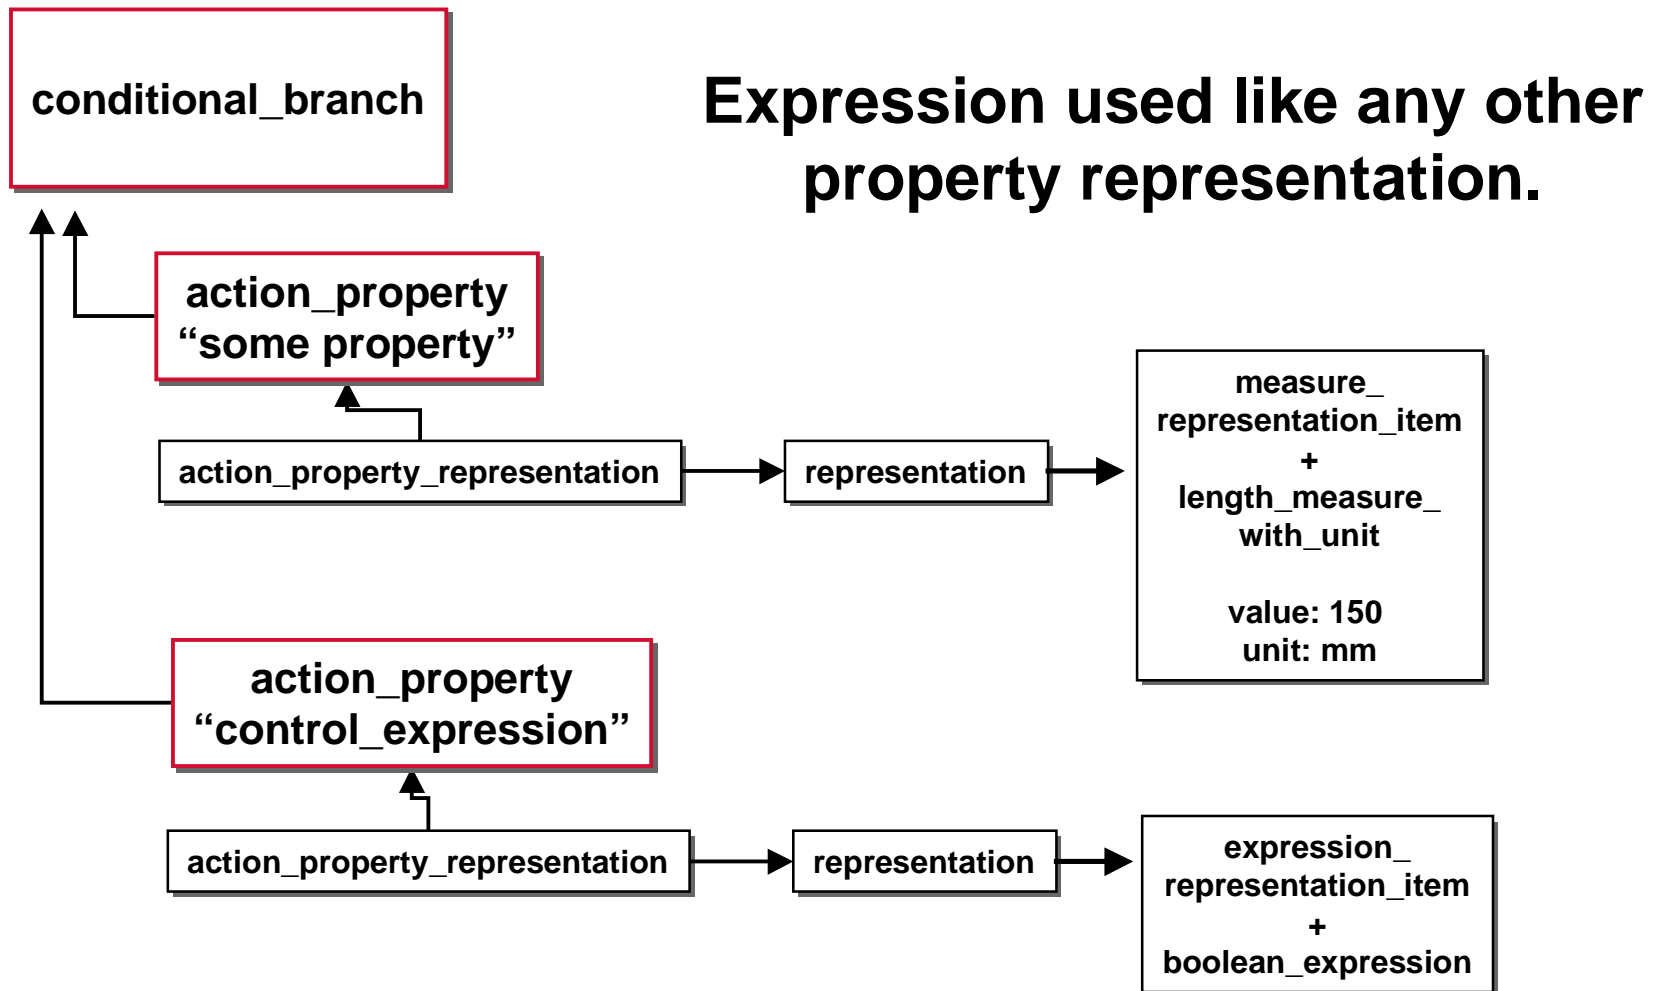 conditional_branch
Expression used like any other
property representation.
action_property
“some property”
action_property_representation
representation
measure_
representation_item
+
length_measure_
with_unit
value: 150
unit: mm
action_property
“control_expression”
action_property_representation
representation
expression_
representation_item
+
boolean_expression